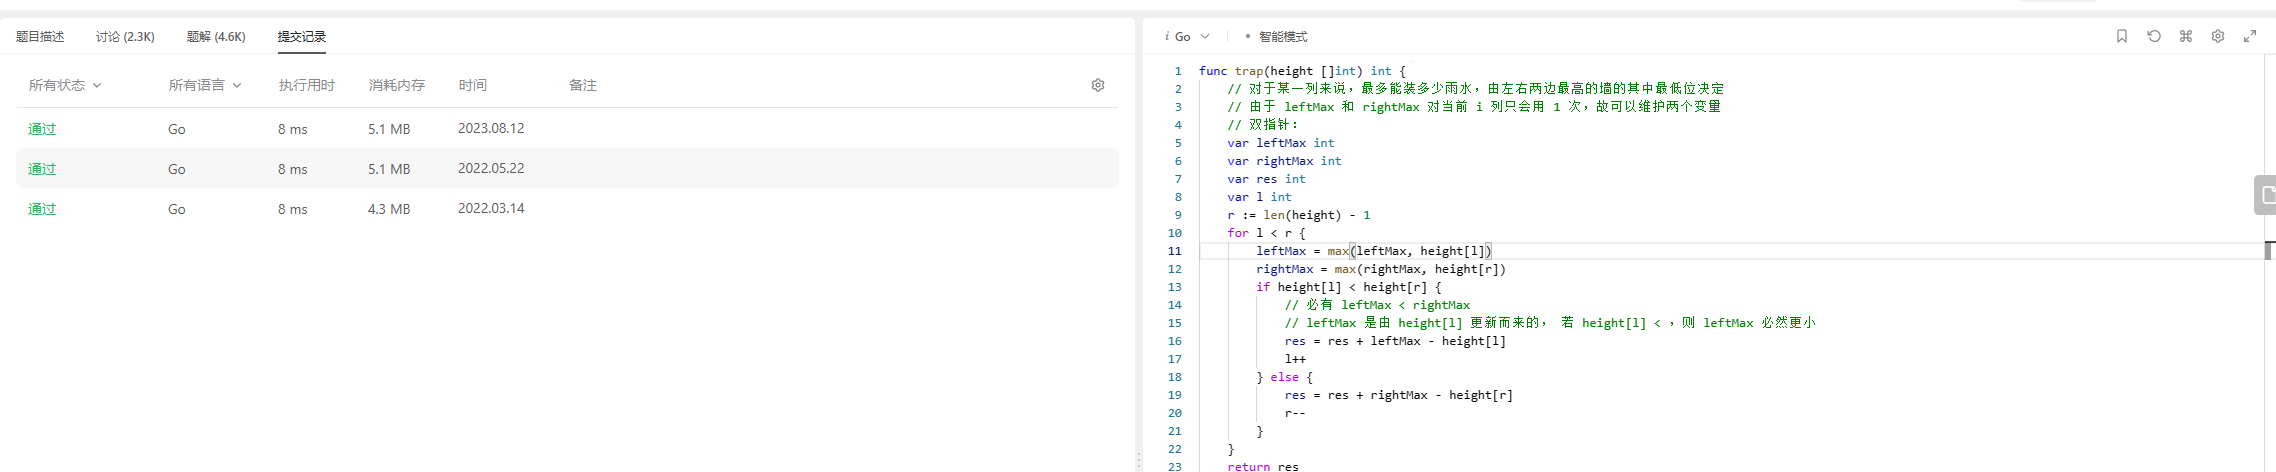 题目描述 讨论 (2.3K) 题解 (4.6K) 提交记录
所有状态 所有语言 执行用时 消耗内存 时间 备注
通过 Go 8 ms 5.1 MB 2023.08.12
通过 Go 8 ms 5.1 MB 2022.05.22
通过 Go 8 ms 4.3 MB 2022.03.14
i Go • 智能模式
1 func trap(height []int) int {
2 // 对于某一列来说，最多能装多少雨水，由左右两边最高的墙的其中最低位决定
3 // 由于 leftMax 和 rightMax 对当前 i 列只会用 1 次，故可以维护两个变量
4 // 双指针：
5 var leftMax int
6 var rightMax int
7 var res int
8 var l int
9 r := len(height) - 1
10 for l < r {
11 leftMax = max(leftMax, height[l])
12 rightMax = max(rightMax, height[r])
13 if height[l] < height[r] {
14 // 必有 leftMax < rightMax
15 // leftMax 是由 height[l] 更新而来的， 若 height[l] < ，则 leftMax 必然更小
16 res = res + leftMax - height[l]
17 l++
18 } else {
19 res = res + rightMax - height[r]
20 r--
21 }
22 }
23 return res